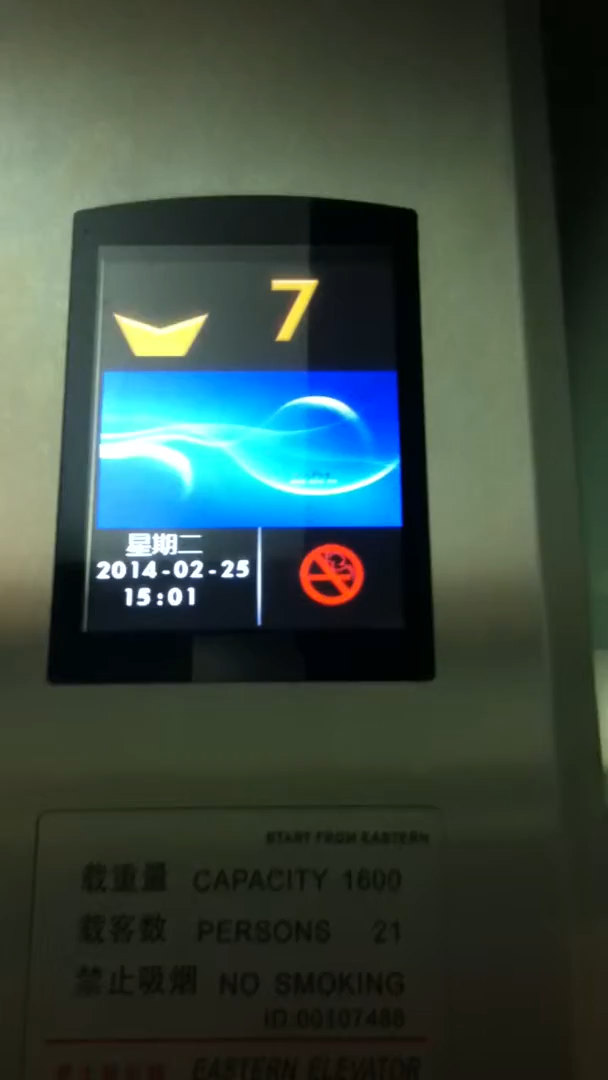 7
星期二
2014-02-25
15:01
START FROM EASTERN
载重量 CAPACITY 1600
载客数 PERSONS 21
禁止吸烟 NO SMOKING
ID:00107488
EASTERN ELEVATOR